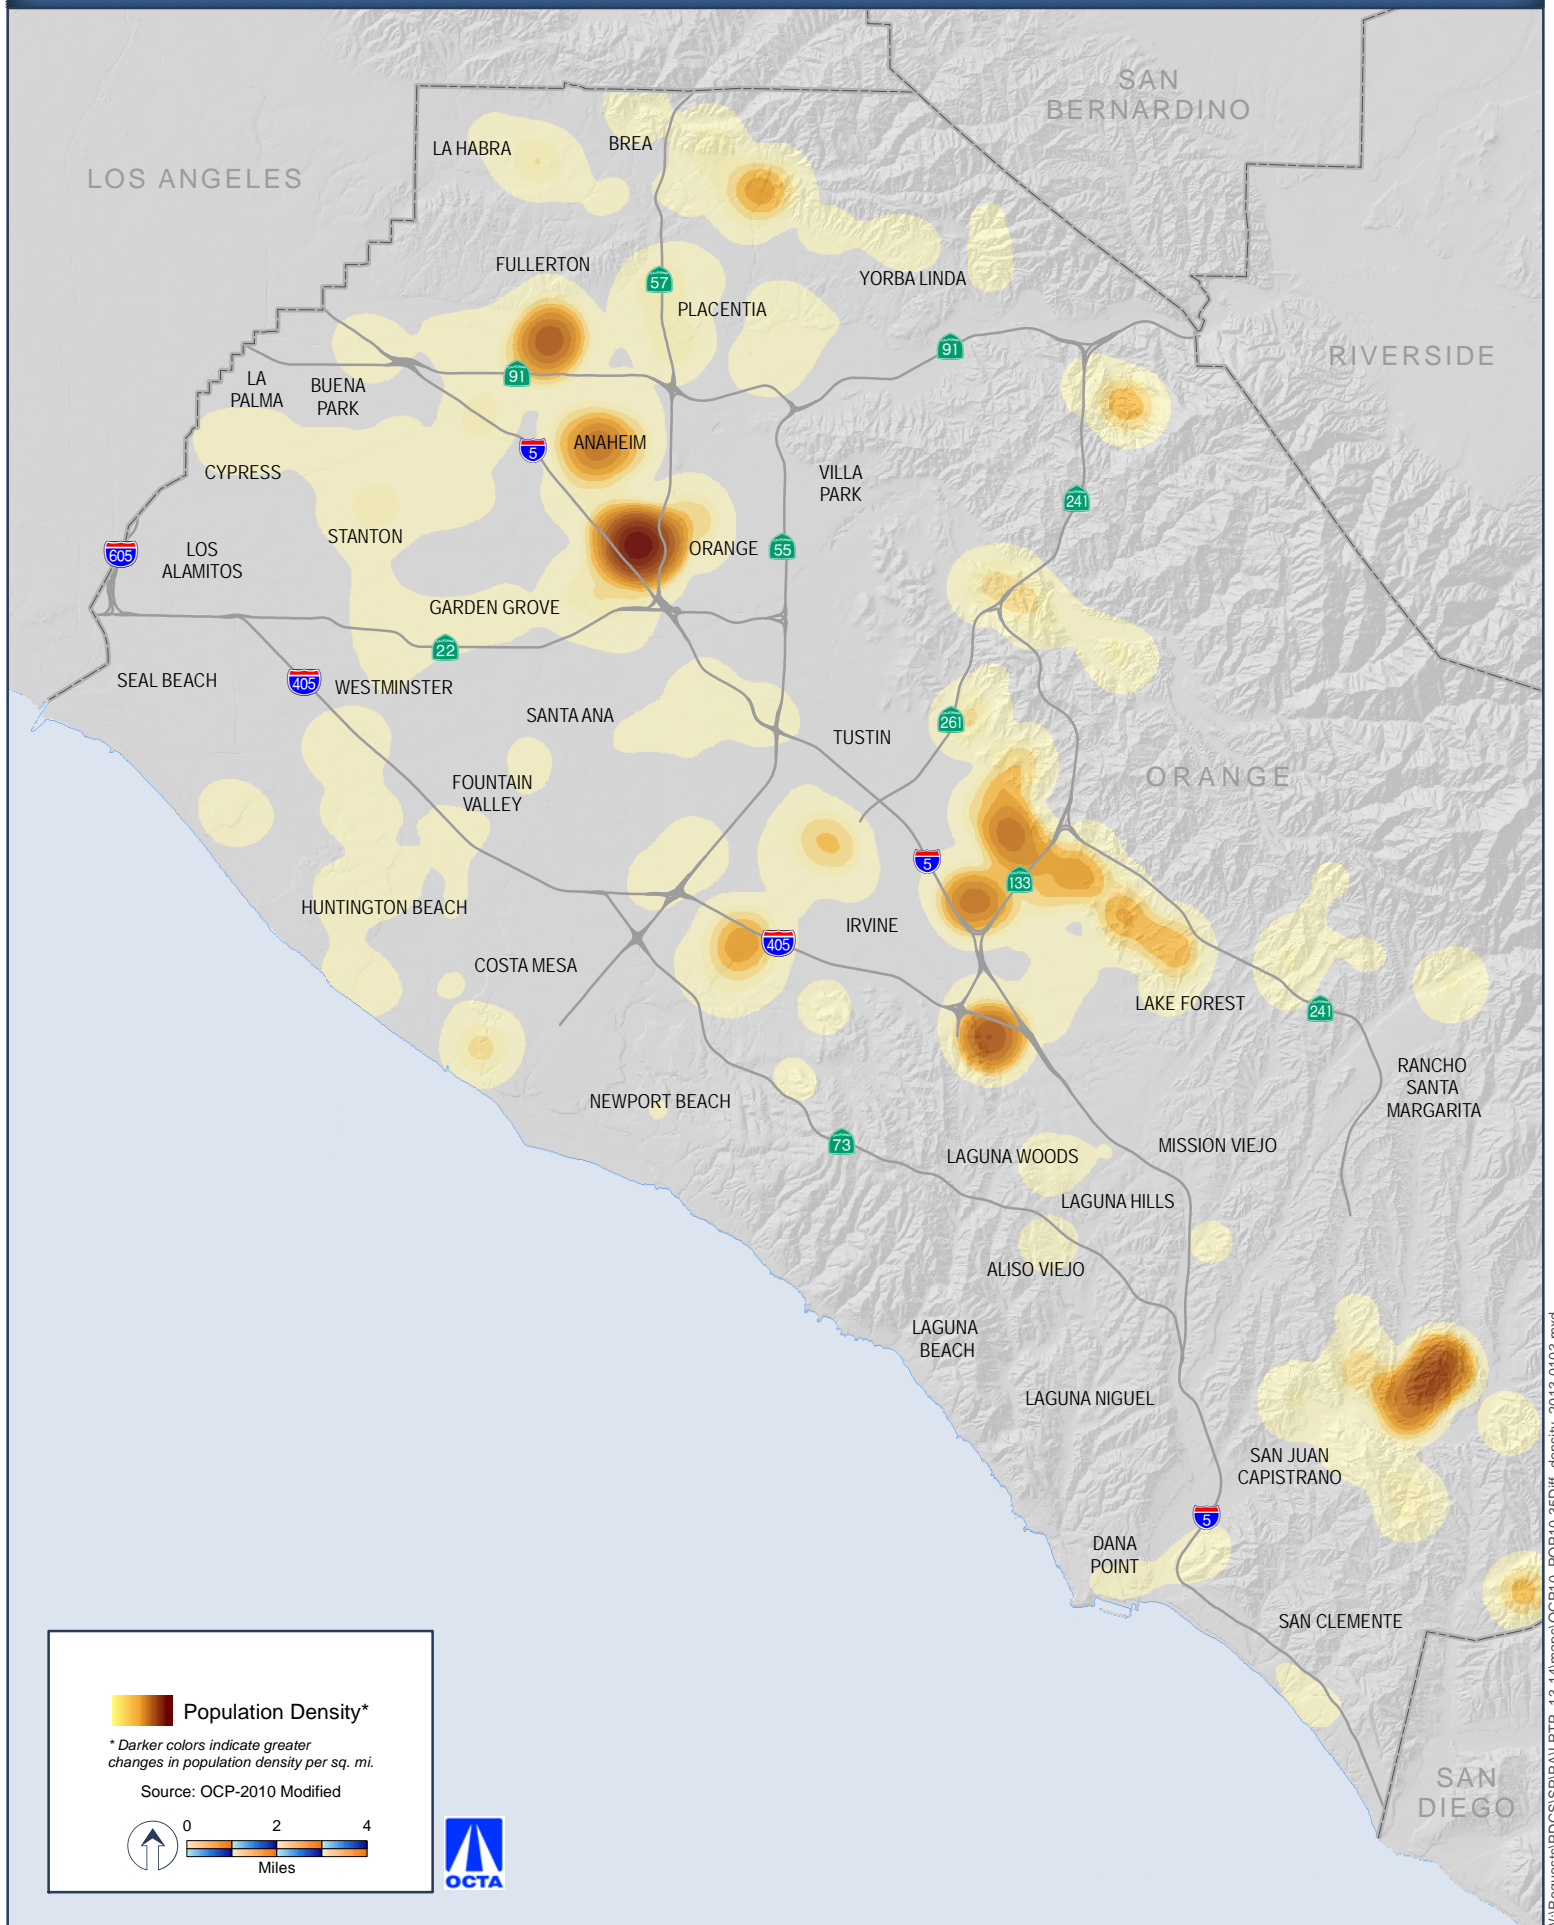 SAN
BERNARDINO
LOS ANGELES
LA HABRA
BREA
FULLERTON
57
PLACENTIA
YORBA LINDA
91
91
RIVERSIDE
LA
PALMA
BUENA
PARK
5
ANAHEIM
CYPRESS
VILLA
PARK
241
STANTON
605
LOS
ALAMITOS
ORANGE
55
GARDEN GROVE
22
SEAL BEACH
405
WESTMINSTER
SANTA ANA
261
TUSTIN
ORANGE
FOUNTAIN
VALLEY
5
133
HUNTINGTON BEACH
IRVINE
405
COSTA MESA
LAKE FOREST
241
RANCHO
SANTA
MARGARITA
NEWPORT BEACH
73
LAGUNA WOODS
MISSION VIEJO
LAGUNA HILLS
ALISO VIEJO
LAGUNA
BEACH
LAGUNA NIGUEL
SAN JUAN
CAPISTRANO
5
DANA
POINT
SAN CLEMENTE
SAN
DIEGO
Population Density*
* Darker colors indicate greater
changes in population density per sq. mi.
Source: OCP-2010 Modified
0 2 4
Miles
OCTA